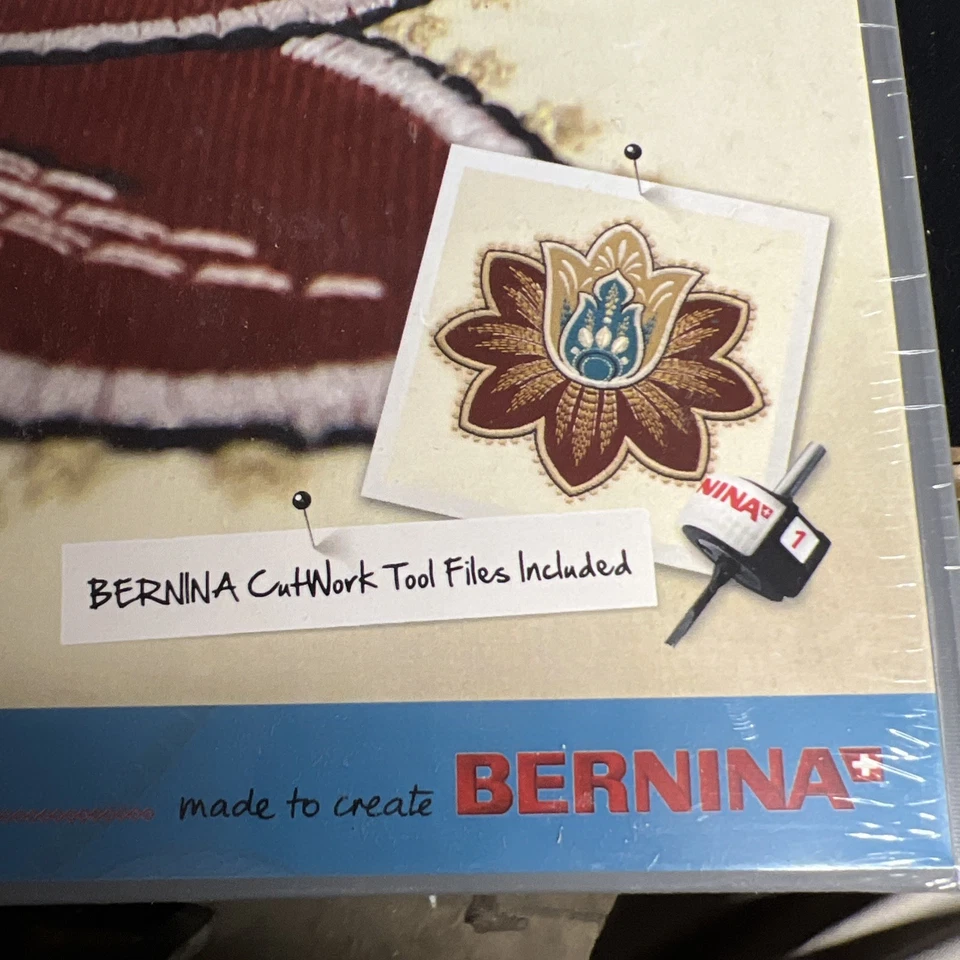 NINA
1
BERNINA CutWork Tool Files Included
made to create BERNINA